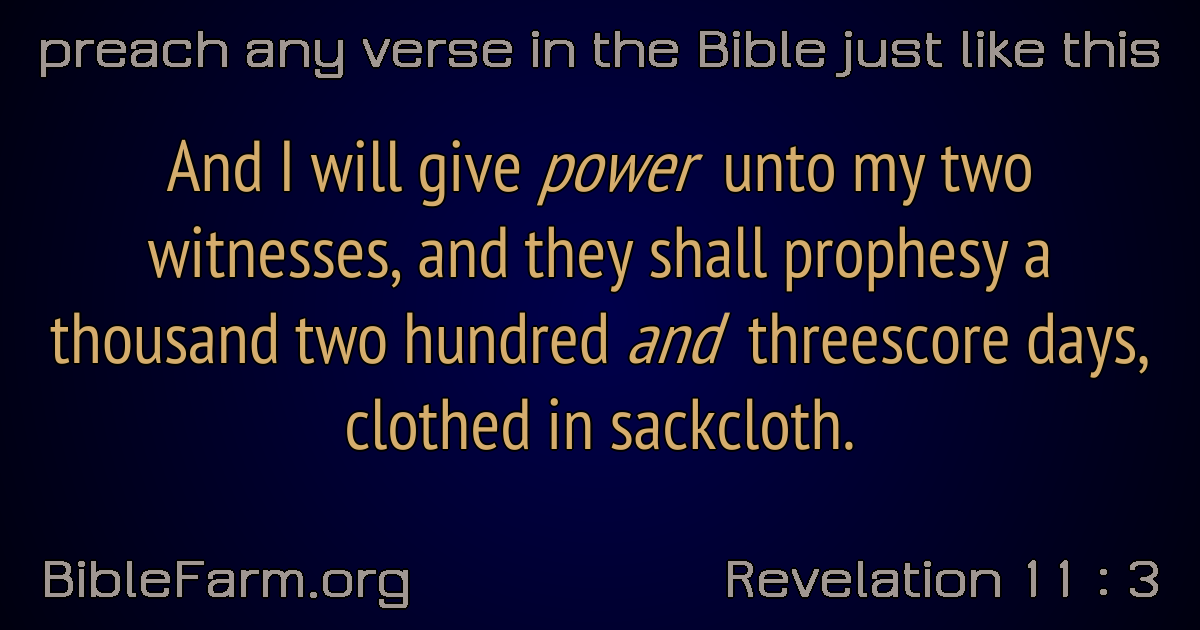 preach any verse in the Bible just like this
And I will give power unto my two
witnesses, and they shall prophesy a
thousand two hundred and threescore days,
clothed in sackcloth.
BibleFarm.org
Revelation 11 : 3